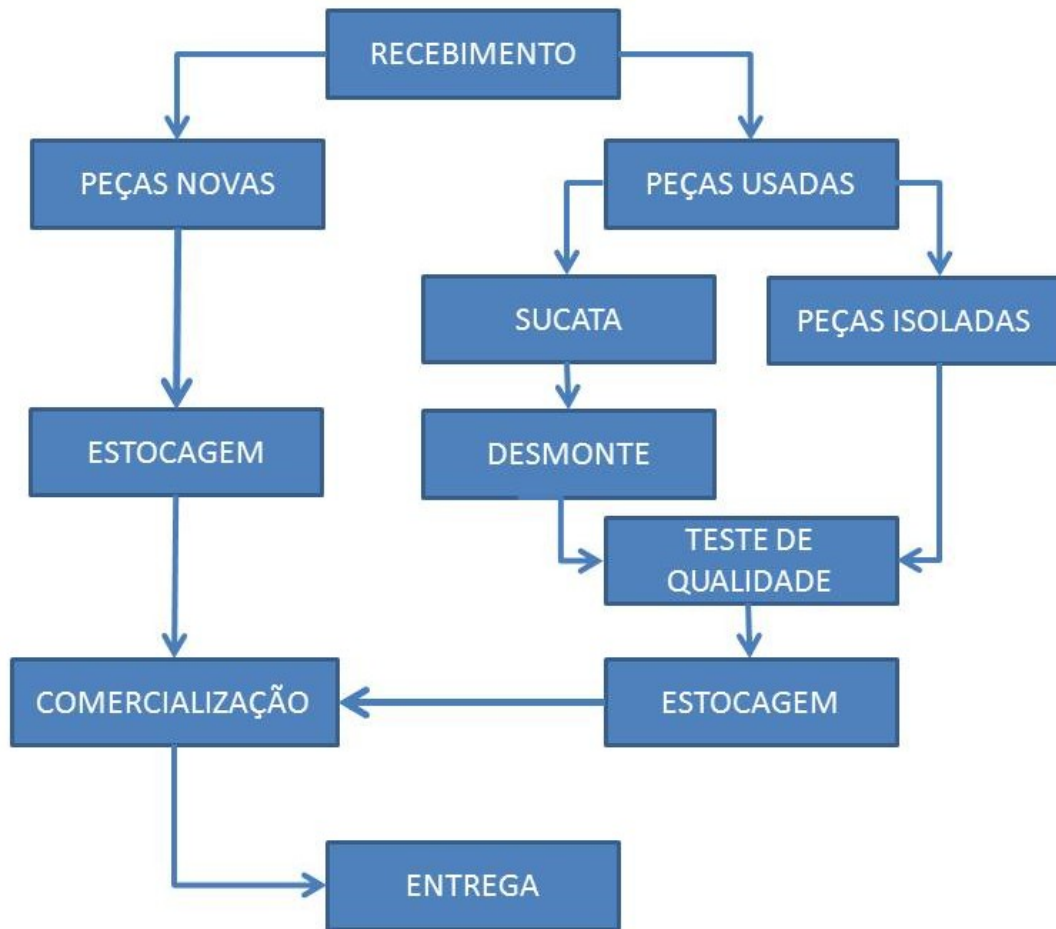 RECEBIMENTO
PEÇAS NOVAS
PEÇAS USADAS
SUCATA
PEÇAS ISOLADAS
ESTOCAGEM
DESMONTE
TESTE DE
QUALIDADE
COMERCIALIZAÇÃO
ESTOCAGEM
ENTREGA